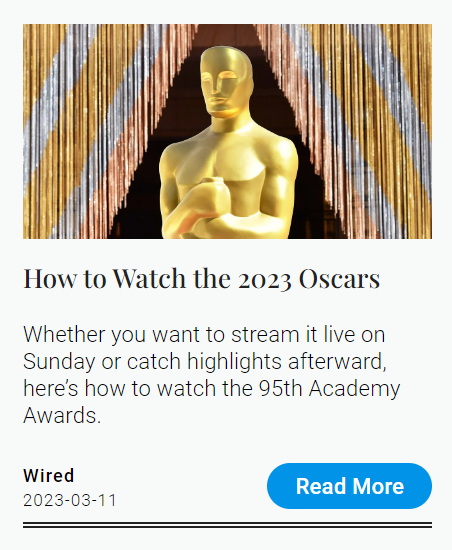 How to Watch the 2023 Oscars
Whether you want to stream it live on
Sunday or catch highlights afterward,
here's how to watch the 95th Academy
Awards.
Wired
2023-03-11
Read More